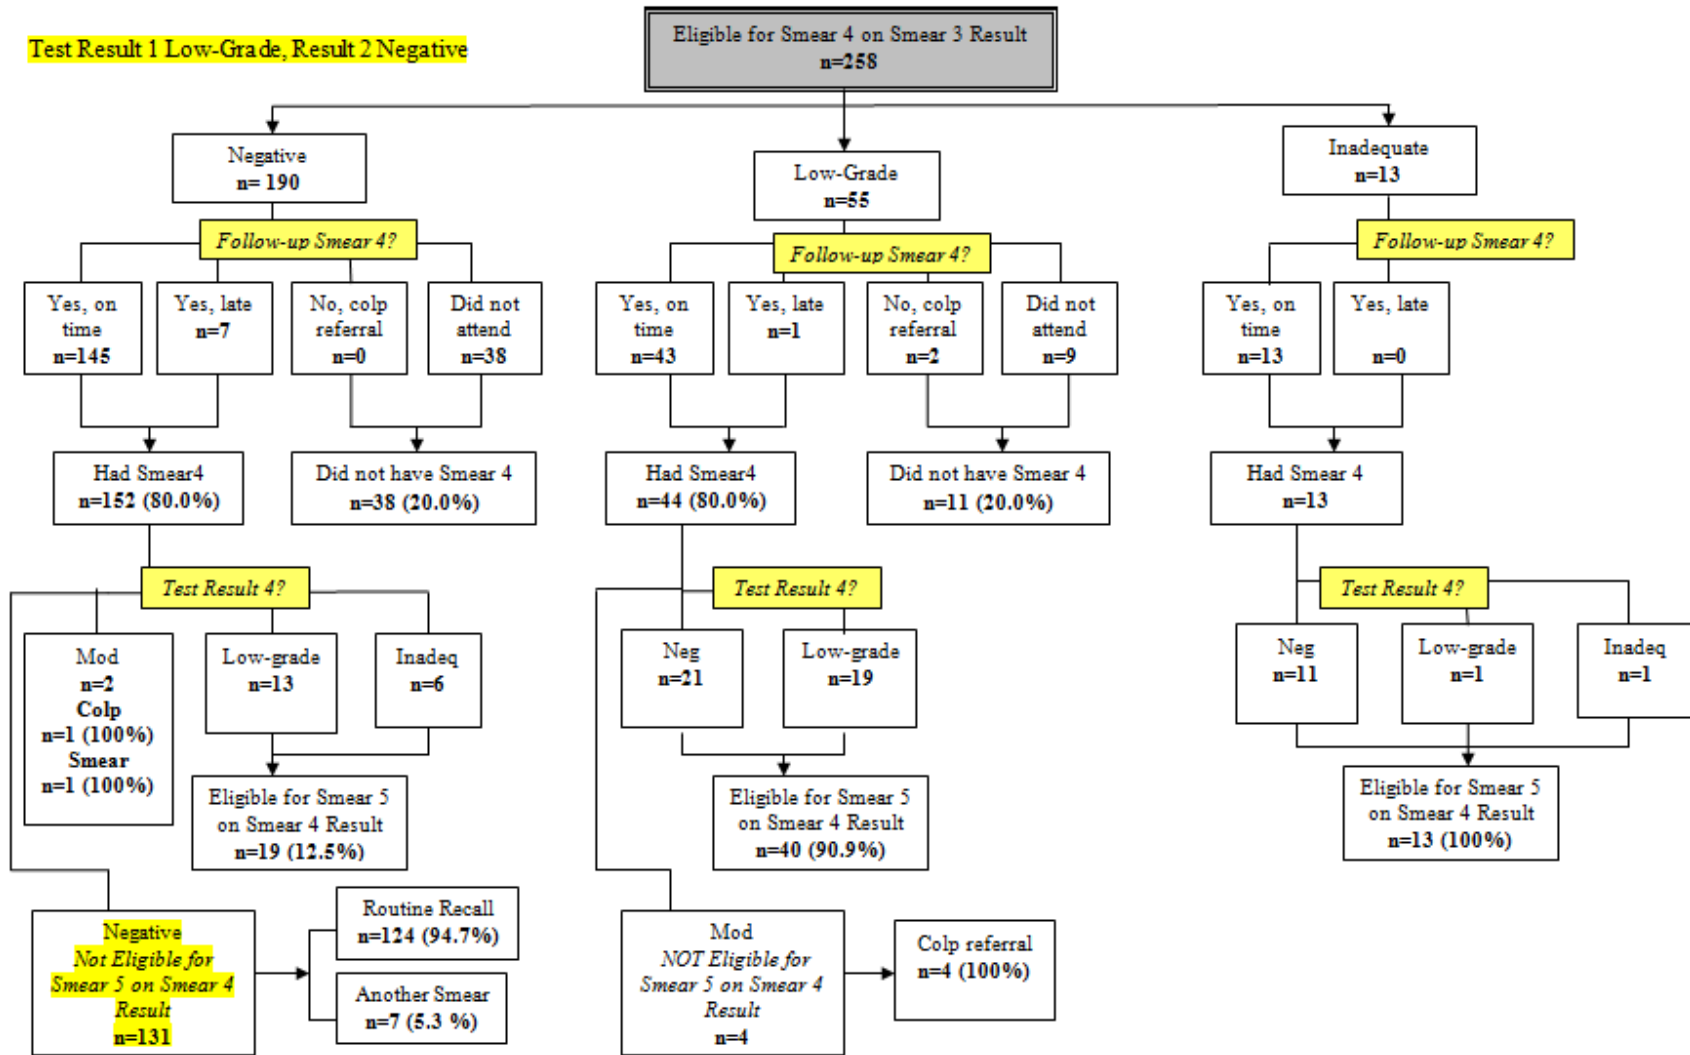 Test Result 1 Low-Grade, Result 2 Negative
Eligible for Smear 4 on Smear 3 Result
n=258
Negative
n= 190
Low-Grade
n=55
Inadequate
n=13
Follow-up Smear 4?
Follow-up Smear 4?
Follow-up Smear 4?
Yes, on
time
n=145
Yes, late
n=7
No, colp
referral
n=0
Did not
attend
n=38
Yes, on
time
n=43
Yes, late
n=1
No, colp
referral
n=2
Did not
attend
n=9
Yes, on
time
n=13
Yes, late
n=0
Had Smear4
n=152 (80.0%)
Did not have Smear 4
n=38 (20.0%)
Had Smear4
n=44 (80.0%)
Did not have Smear 4
n=11 (20.0%)
Had Smear 4
n=13
Test Result 4?
Test Result 4?
Test Result 4?
Mod
n=2
Colp
n=1 (100%)
Smear
n=1 (100%)
Low-grade
n=13
Inadeq
n=6
Neg
n=21
Low-grade
n=19
Neg
n=11
Low-grade
n=1
Inadeq
n=1
Eligible for Smear 5
on Smear 4 Result
n=19 (12.5%)
Eligible for Smear 5
on Smear 4 Result
n=40 (90.9%)
Eligible for Smear 5
on Smear 4 Result
n=13 (100%)
Negative
Not Eligible for
Smear 5 on Smear 4
Result
n=131
Routine Recall
n=124 (94.7%)
Another Smear
n=7 (5.3 %)
Mod
NOT Eligible for
Smear 5 on Smear 4
Result
n=4
Colp referral
n=4 (100%)